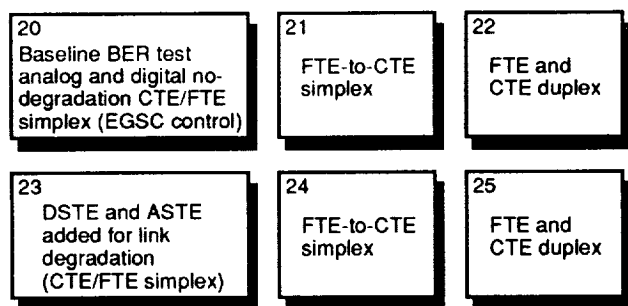 20
Baseline BER test
analog and digital no-
degradation CTE/FTE
simplex (EGSC control)
21
FTE-to-CTE
simplex
22
FTE and
CTE duplex
23
DSTE and ASTE
added for link
degradation
(CTE/FTE simplex)
24
FTE-to-CTE
simplex
25
FTE and
CTE duplex